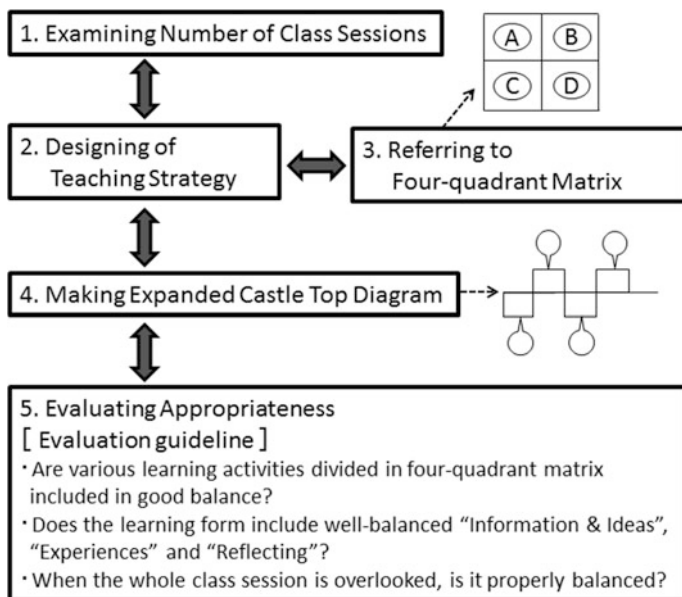 1. Examining Number of Class Sessions
A B
C D
2. Designing of
Teaching Strategy
3. Referring to
Four-quadrant Matrix
4. Making Expanded Castle Top Diagram
5. Evaluating Appropriateness
[ Evaluation guideline ]
・Are various learning activities divided in four-quadrant matrix
included in good balance?
・Does the learning form include well-balanced “Information & Ideas”,
“Experiences” and “Reflecting”?
・When the whole class session is overlooked, is it properly balanced?